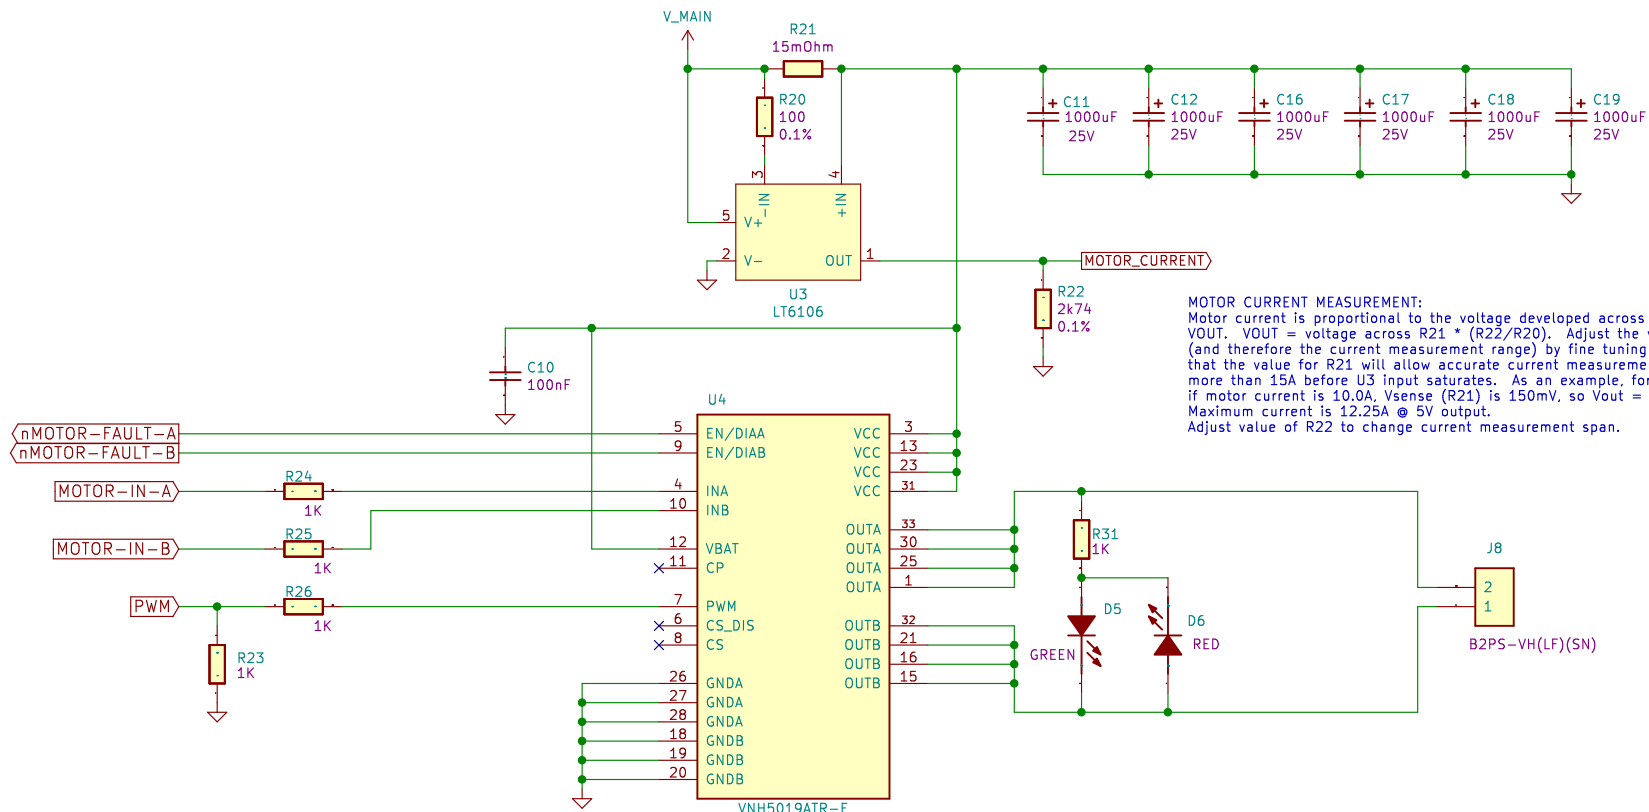 V_MAIN
R21
15mOhm
R20
100
0.1%
C11
1000uF
25V
C12
1000uF
25V
C16
1000uF
25V
C17
1000uF
25V
C18
1000uF
25V
C19
1000uF
25V
3
4
-IN
+IN
5
V+
2
V-
OUT
1
MOTOR_CURRENT
U3
LT6106
R22
2k74
0.1%
MOTOR CURRENT MEASUREMENT:
Motor current is proportional to the voltage developed across
VOUT. VOUT = voltage across R21 * (R22/R20). Adjust the
(and therefore the current measurement range) by fine tuning
that the value for R21 will allow accurate current
more than 15A before U3 input saturates. As an example,
if motor current is 10.0A, Vsense (R21) is 150mV, so Vout =
Maximum current is 12.25A @ 5V output.
Adjust value of R22 to change current measurement span.
C10
100nF
U4
nMOTOR-FAULT-A
5
EN/DIAA
VCC
3
nMOTOR-FAULT-B
9
EN/DIAB
VCC
13
VCC
23
MOTOR-IN-A
R24
1K
4
INA
VCC
31
10
INB
OUTA
33
MOTOR-IN-B
R25
1K
12
VBAT
OUTA
30
11
CP
OUTA
25
OUTA
1
PWM
R26
1K
7
PWM
6
CS_DIS
OUTB
32
8
CS
OUTB
21
OUTB
16
R23
1K
26
GNDA
OUTB
15
27
GNDA
28
GNDA
18
GNDB
19
GNDB
20
GNDB
VNH5019ATR-E
R31
1K
D5
GREEN
D6
RED
J8
2
1
B2PS-VH(LF)(SN)